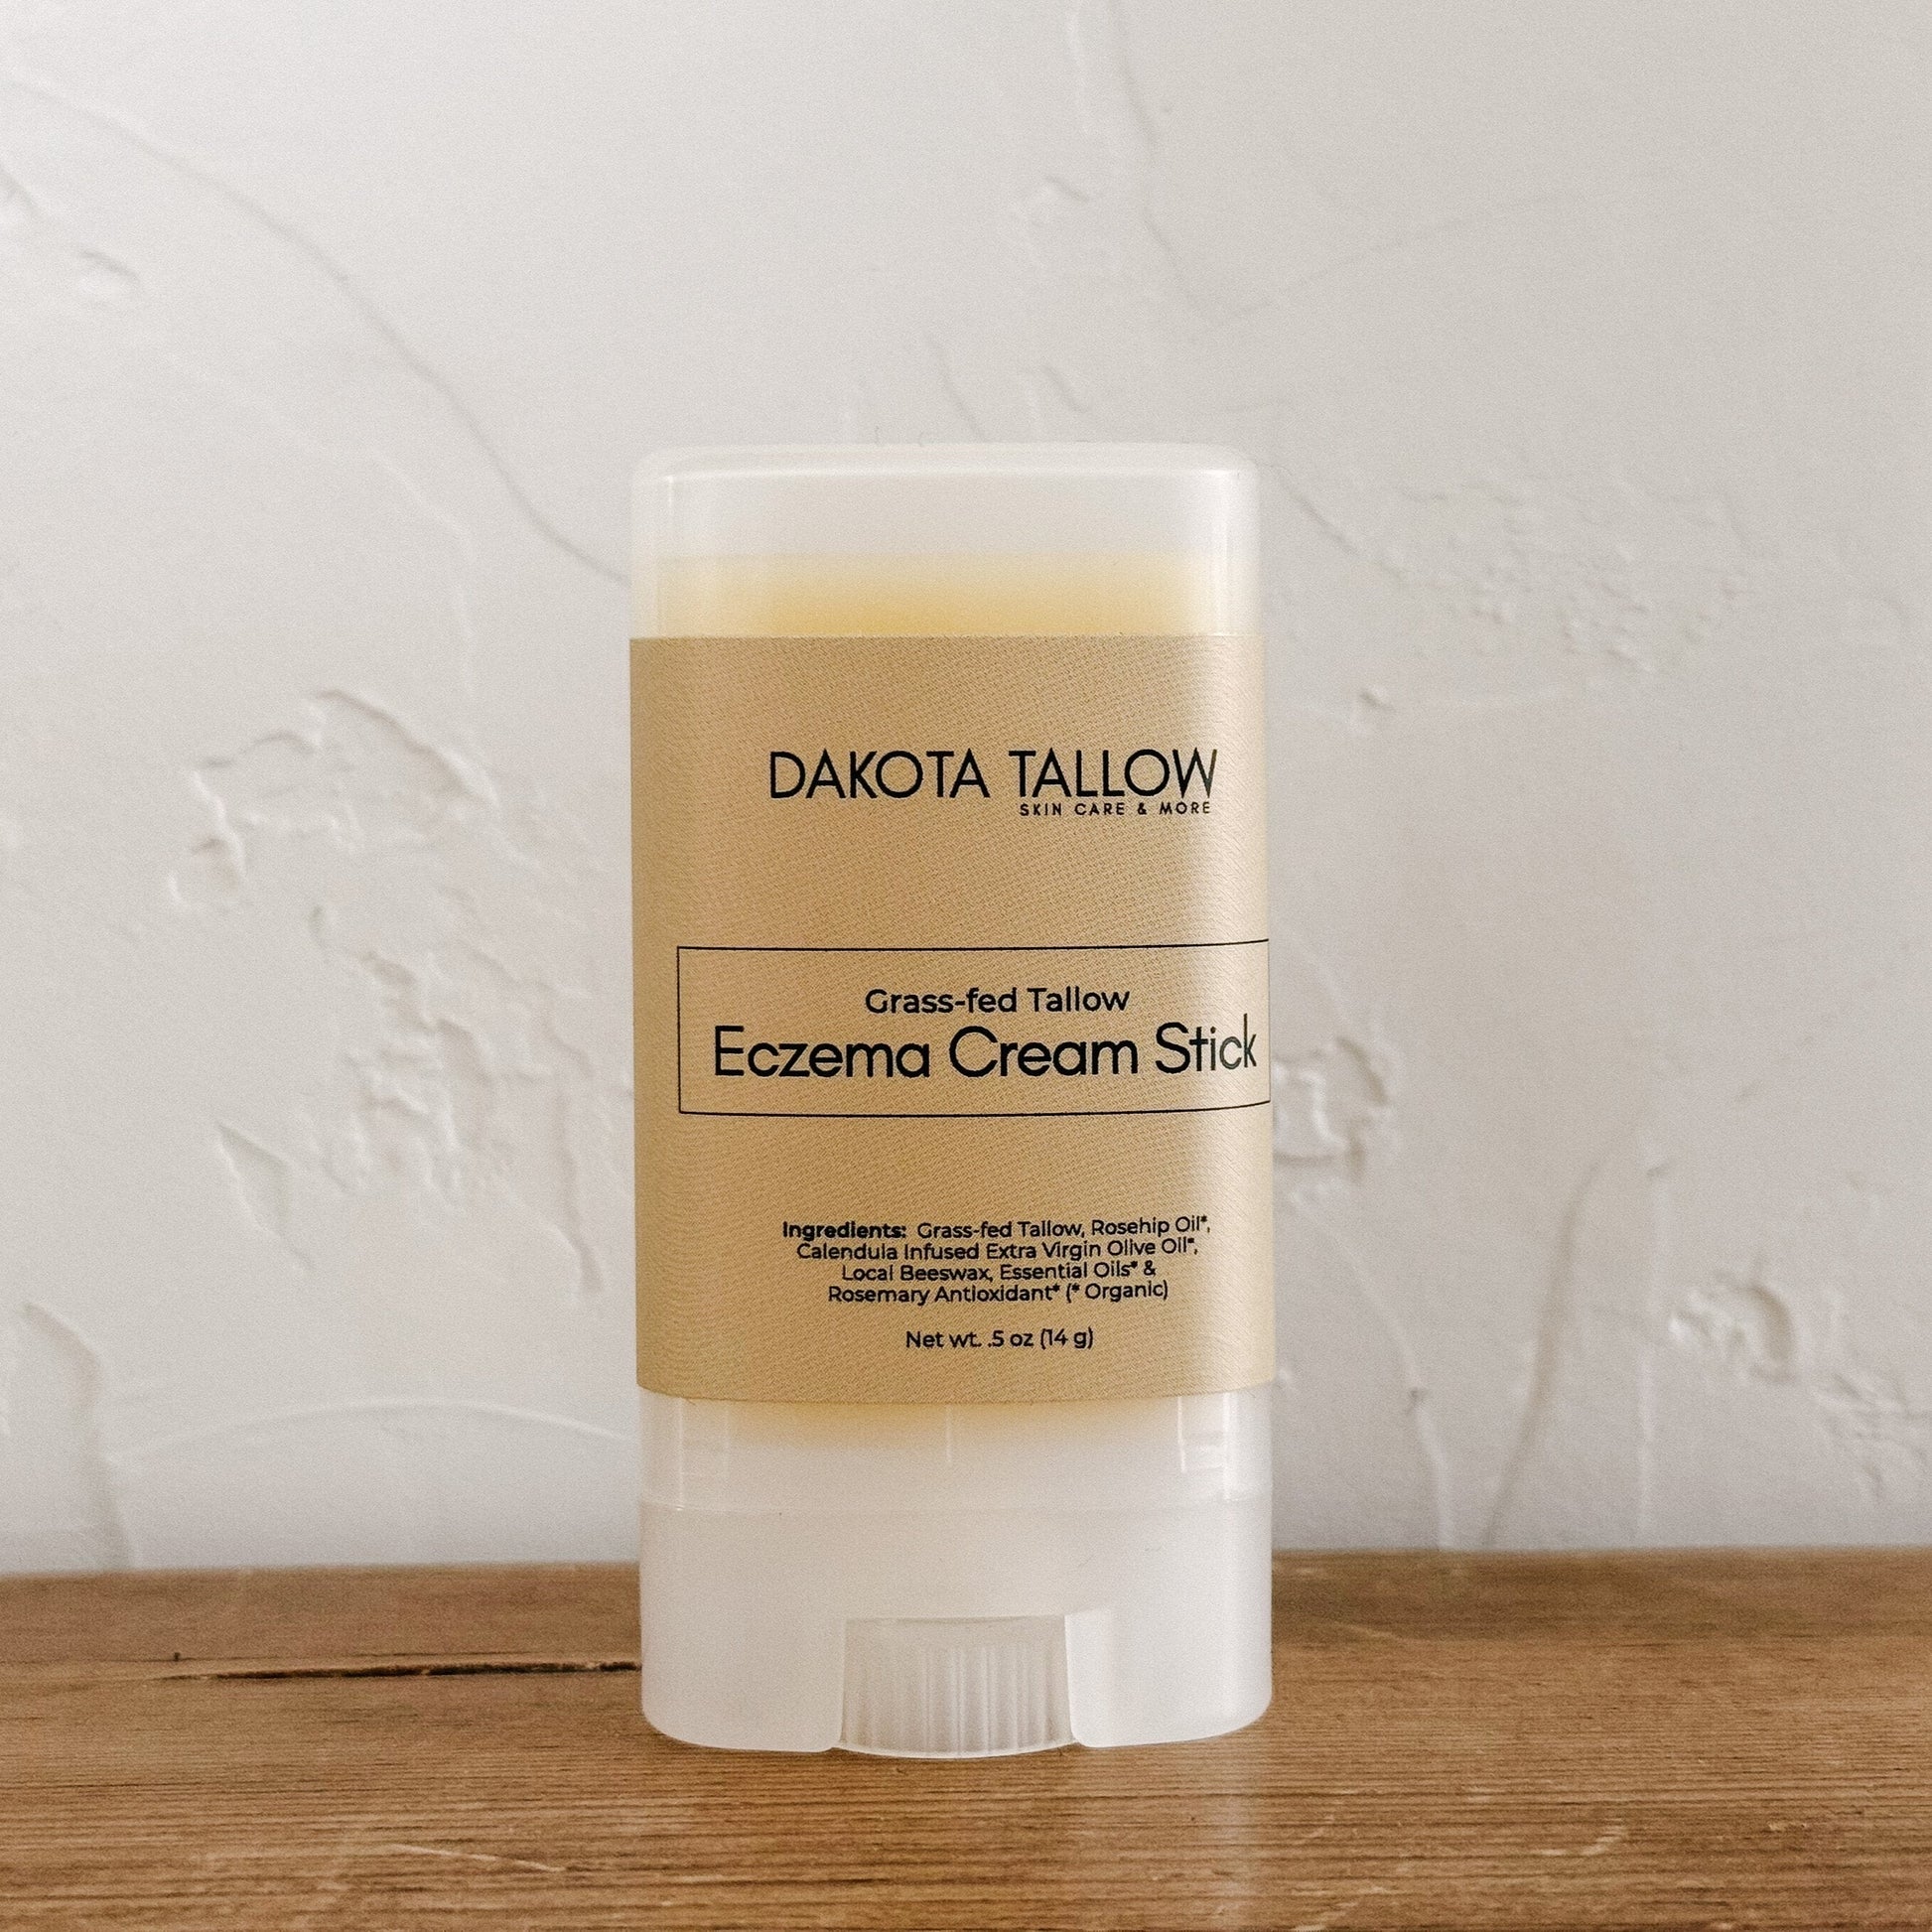 DAKOTA TALLOW
SKIN CARE & MORE
Grass-fed Tallow
Eczema Cream Stick
Ingredients: Grass-fed Tallow, Rosehip Oil*,
Calendula Infused Extra Virgin Olive Oil*,
Local Beeswax, Essential Oils* &
Rosemary Antioxidant* (* Organic)
Net wt. .5 oz (14 g)